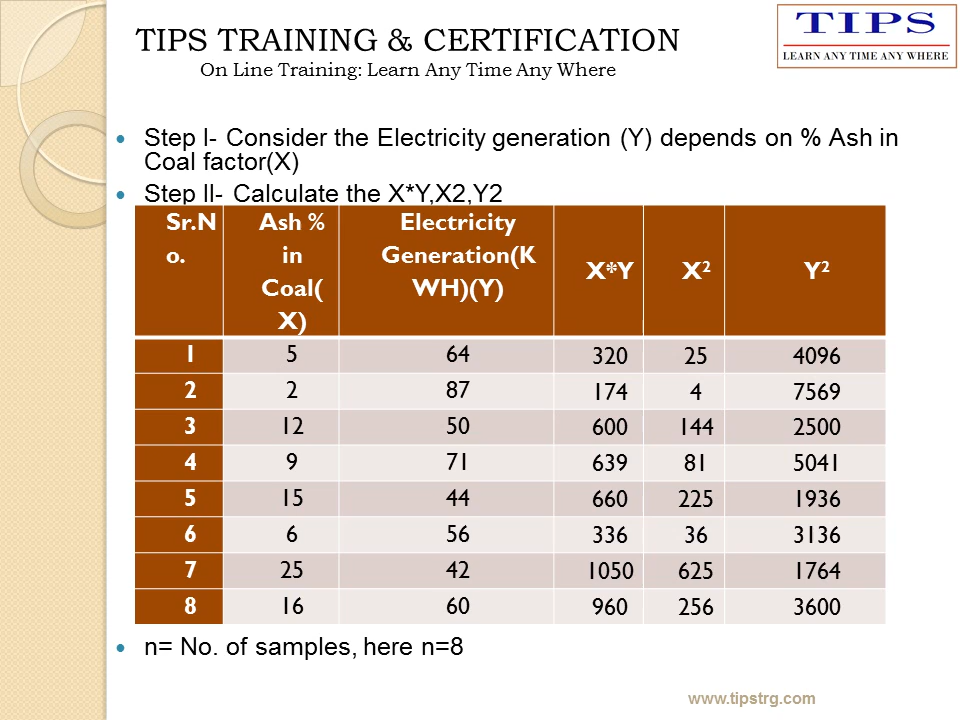 TIPS TRAINING & CERTIFICATION
On Line Training: Learn Any Time Any Where
TIPS
LEARN ANY TIME ANY WHERE
Step I- Consider the Electricity generation (Y) depends on % Ash in
Coal factor(X)
Step II- Calculate the X*Y,X2,Y2
Sr.N
o.
Ash %
in
Coal(
X)
Electricity
Generation(K
WH)(Y)
X*Y
X²
Y²
1 5 64 320 25 4096
2 2 87 174 4 7569
3 12 50 600 144 2500
4 9 71 639 81 5041
5 15 44 660 225 1936
6 6 56 336 36 3136
7 25 42 1050 625 1764
8 16 60 960 256 3600
n= No. of samples, here n=8
www.tipstrg.com